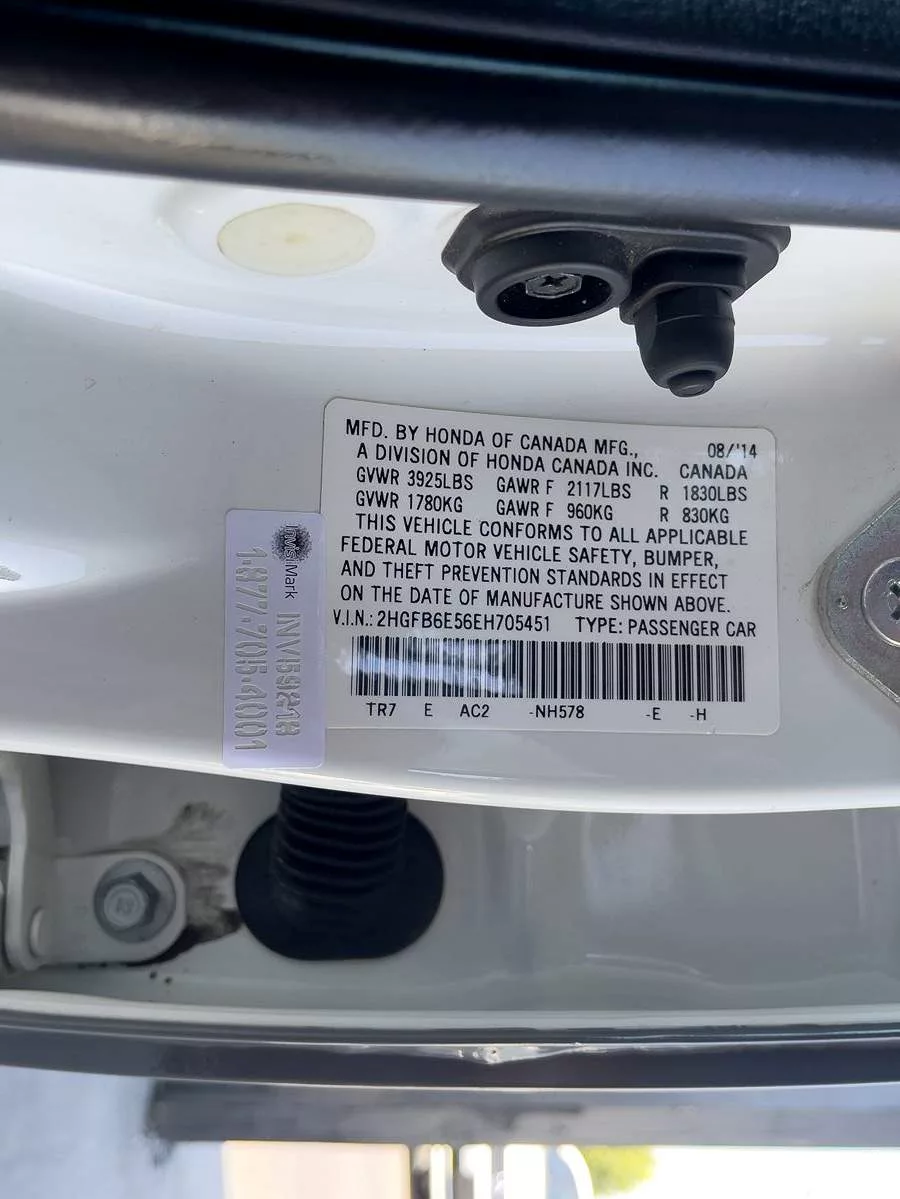 MFD. BY HONDA OF CANADA MFG., 08/'14
A DIVISION OF HONDA CANADA INC. CANADA
GVWR 3925LBS GAWR F 2117LBS R 1830LBS
GVWR 1780KG GAWR F 960KG R 830KG
THIS VEHICLE CONFORMS TO ALL APPLICABLE
FEDERAL MOTOR VEHICLE SAFETY, BUMPER,
AND THEFT PREVENTION STANDARDS IN EFFECT
ON THE DATE OF MANUFACTURE SHOWN ABOVE.
V.I.N.: 2HGFB6E56EH705451 TYPE: PASSENGER CAR
TR7 E AC2 -NH578 -E -H
InVisiMark
1.877.705.4001